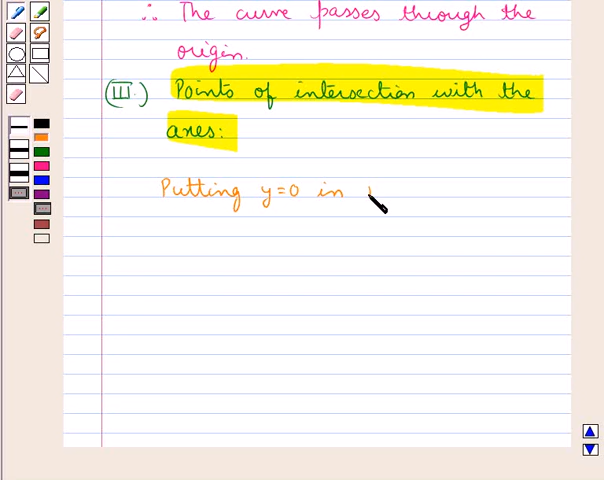 ∴ The curve passes through the
origin.
(III.) Points of intersection with the
axes:
Putting y=0 in